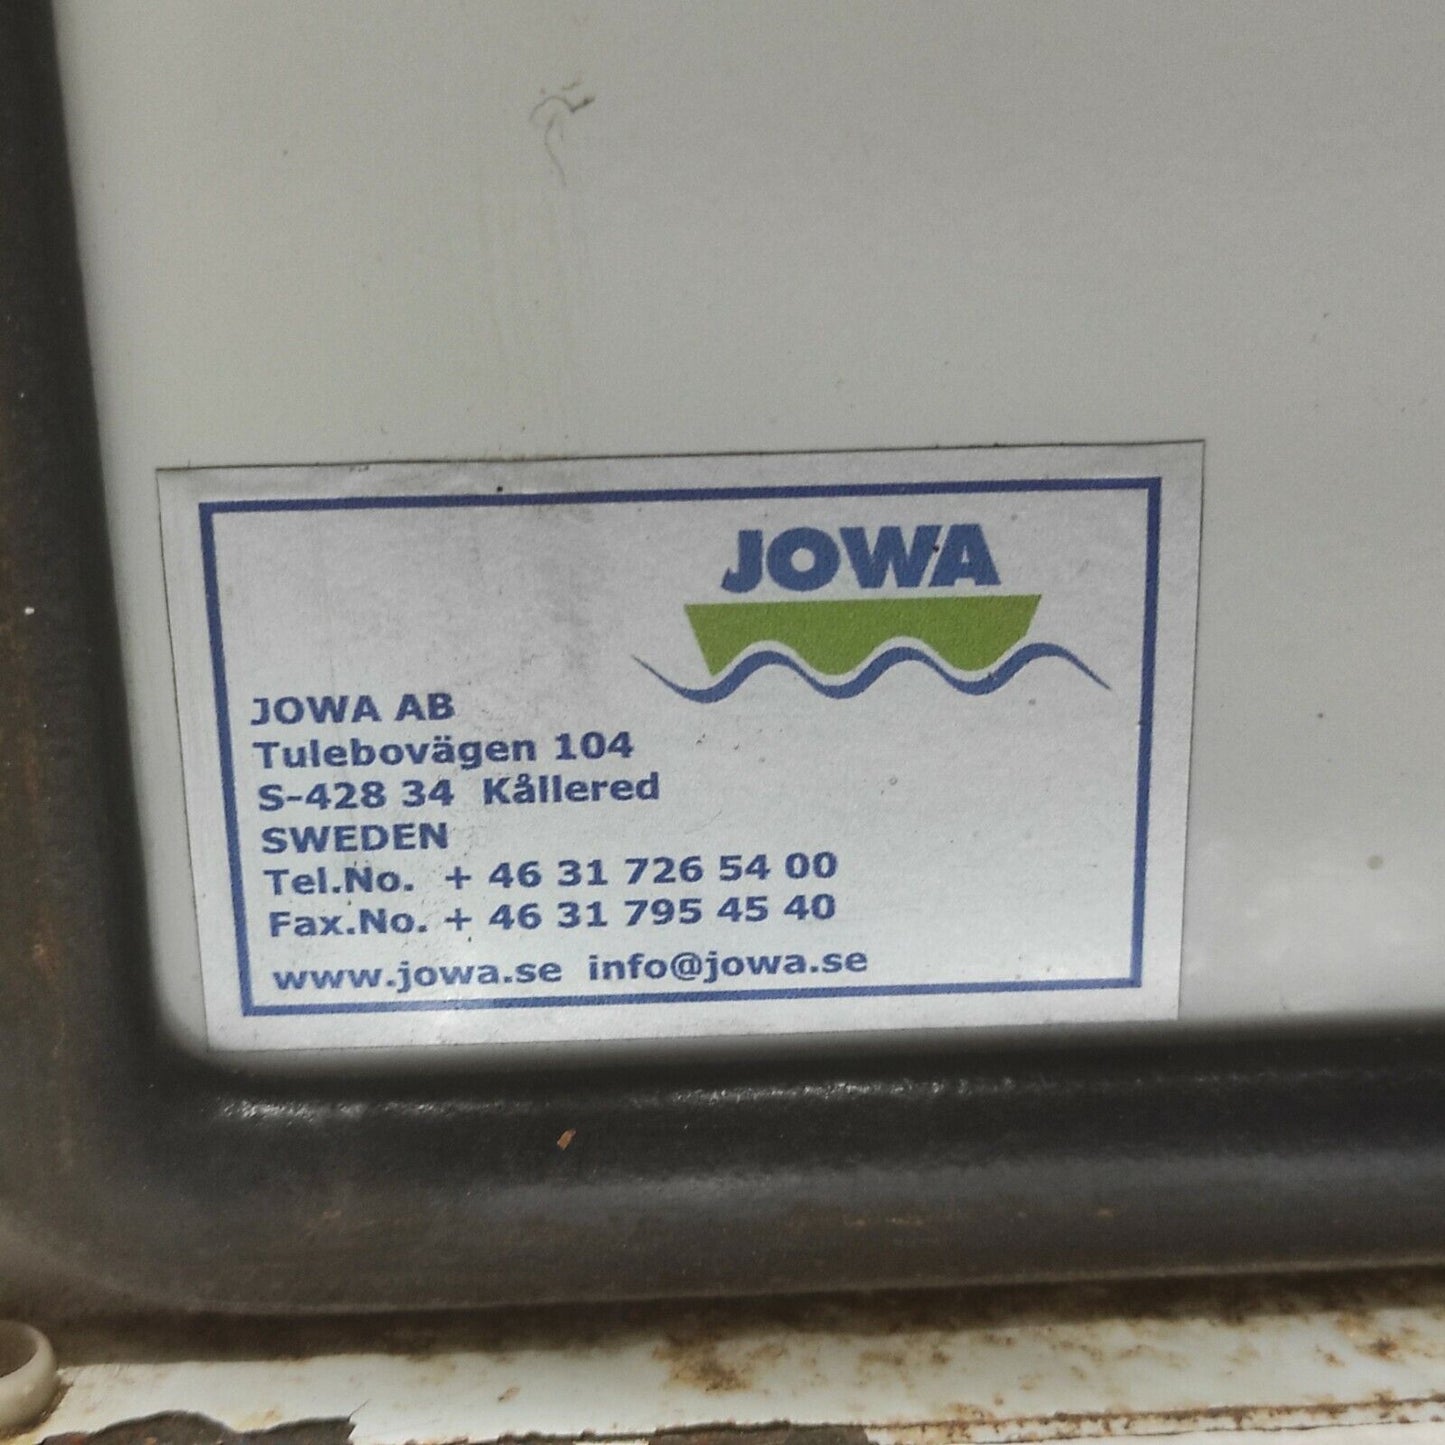 JOWA
JOWA AB
Tulebovägen 104
S-428 34 Kållered
SWEDEN
Tel.No. + 46 31 726 54 00
Fax.No. + 46 31 795 45 40
www.jowa.se info@jowa.se